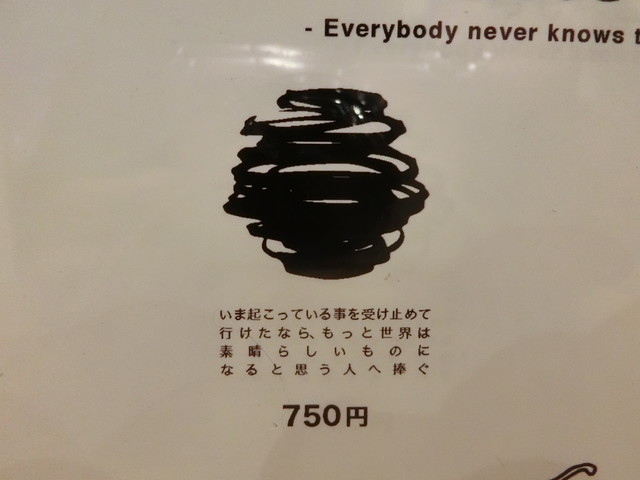 - Everybody never knows
いま起こっている事を受け止めて
行けたなら、もっと世界は
素晴らしいものに
なると思う人へ捧ぐ
750円